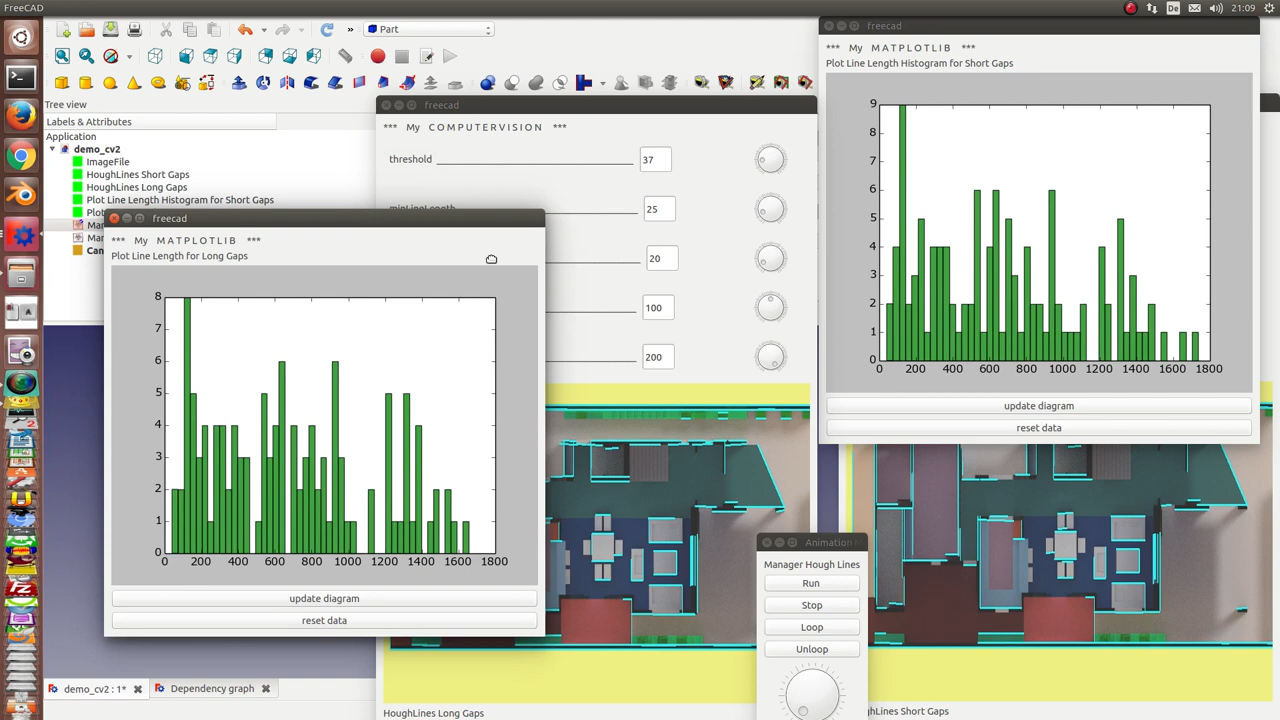 FreeCAD
De
21:09
Part
Tree view
Labels & Attributes
Application
demo_cv2
ImageFile
HoughLines Short Gaps
HoughLines Long Gaps
Plot Line Length Histogram for Short Gaps
freecad
*** My COMPUTERVISION ***
threshold 37
25
20
100
200
HoughLines Long Gaps
freecad
*** My MATPLOTLIB ***
Plot Line Length for Long Gaps
8
7
6
5
4
3
2
1
0
0 200 400 600 800 1000 1200 1400 1600 1800
update diagram
reset data
freecad
*** My MATPLOTLIB ***
Plot Line Length Histogram for Short Gaps
9
8
7
6
5
4
3
2
1
0
0 200 400 600 800 1000 1200 1400 1600 1800
update diagram
reset data
Animation
Manager Hough Lines
Run
Stop
Loop
Unloop
HoughLines Short Gaps
demo_cv2 : 1*
Dependency graph